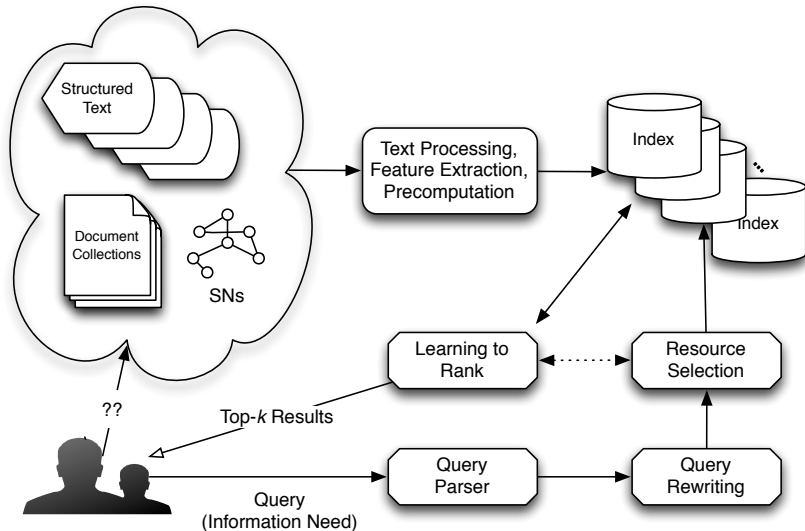 Structured
Text
Document
Collections
SNs
Text Processing,
Feature Extraction,
Precomputation
Index
Index
Learning to
Rank
Resource
Selection
??
Top-k Results
Query
(Information Need)
Query
Parser
Query
Rewriting